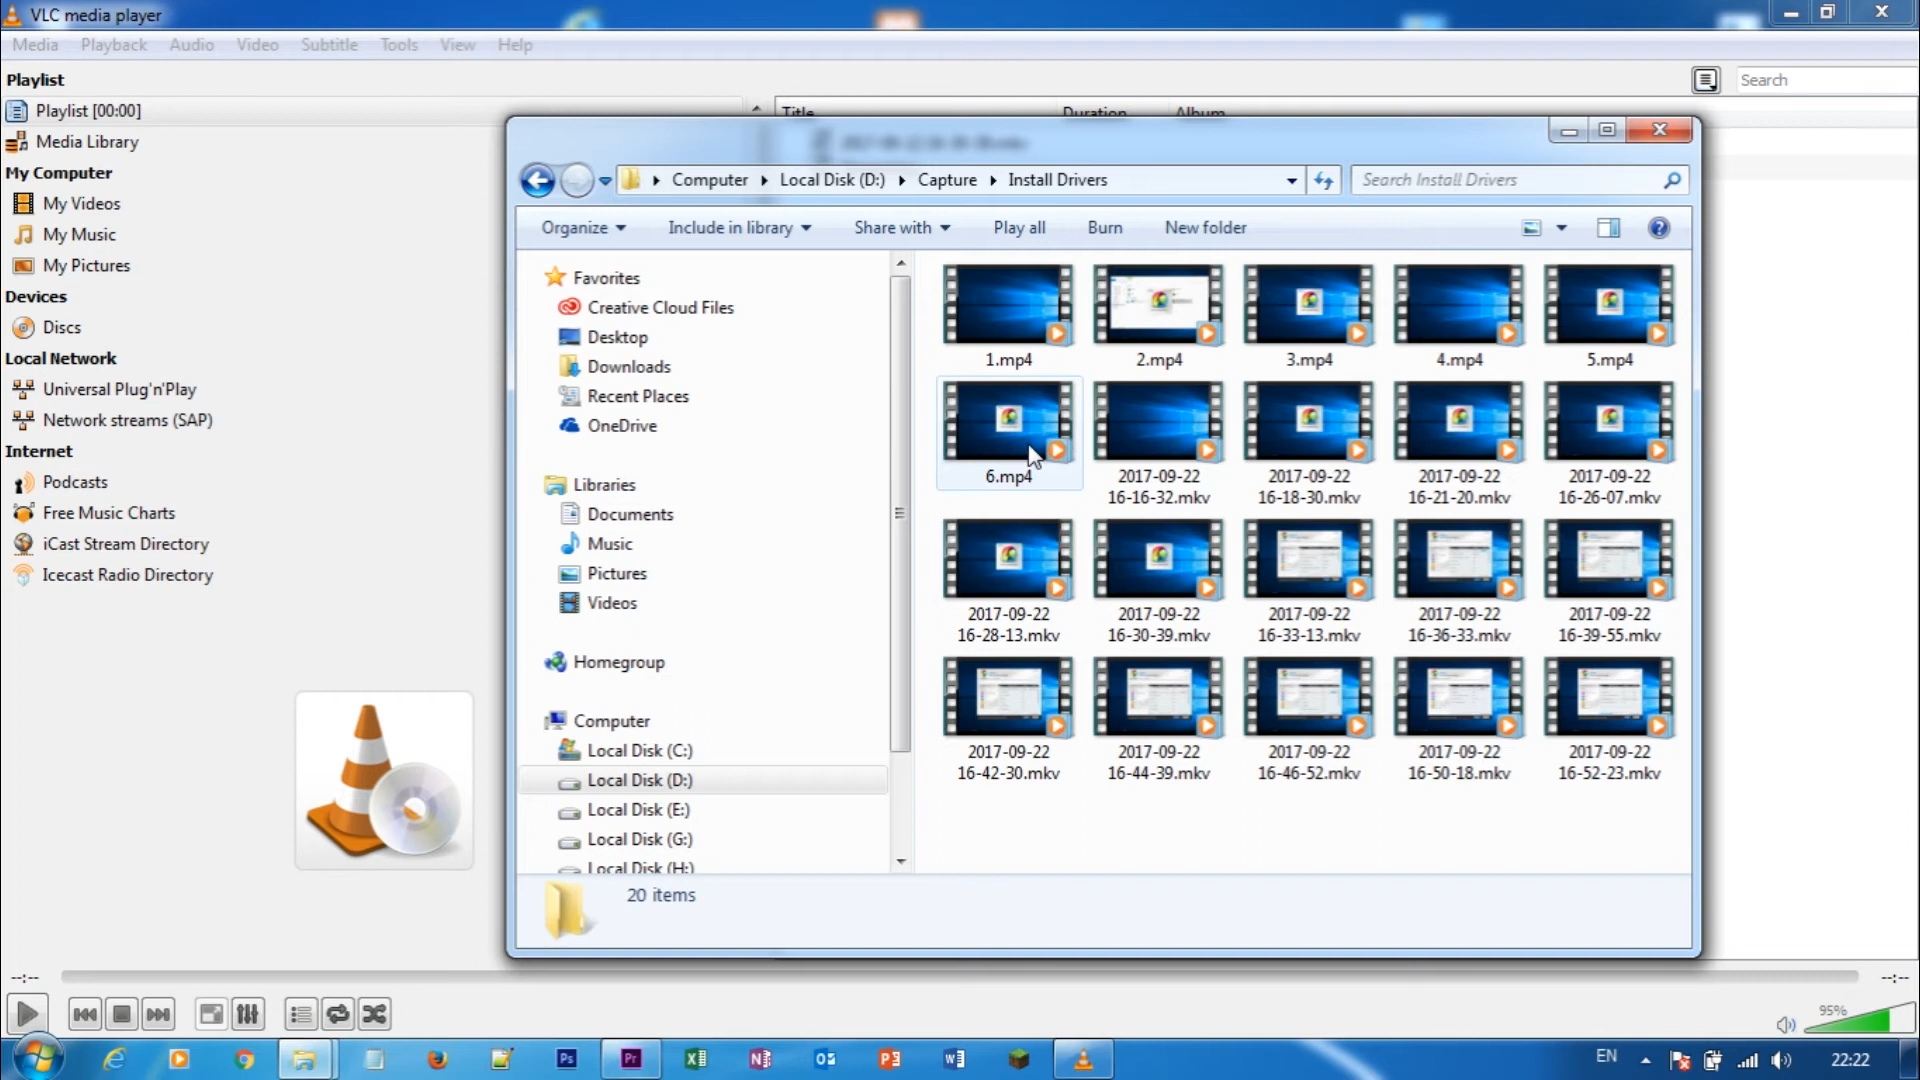 VLC media player
Media Playback Audio Video Subtitle Tools View Help
Playlist
Search
Playlist [00:00]
Media Library
My Computer
My Videos
My Music
My Pictures
Devices
Discs
Local Network
Universal Plug'n'Play
Network streams (SAP)
Internet
Podcasts
Free Music Charts
iCast Stream Directory
Icecast Radio Directory
Title Duration Album
Computer Local Disk (D:) Capture Install Drivers
Search Install Drivers
Organize Include in library Share with Play all Burn New folder
Favorites
Creative Cloud Files
Desktop
Downloads
Recent Places
OneDrive
Libraries
Documents
Music
Pictures
Videos
Homegroup
Computer
Local Disk (C:)
Local Disk (D:)
Local Disk (E:)
Local Disk (G:)
Local Disk (H:)
1.mp4 2.mp4 3.mp4 4.mp4 5.mp4
6.mp4 2017-09-22 2017-09-22 2017-09-22 2017-09-22
16-16-32.mkv 16-18-30.mkv 16-21-20.mkv 16-26-07.mkv
2017-09-22 2017-09-22 2017-09-22 2017-09-22 2017-09-22
16-28-13.mkv 16-30-39.mkv 16-33-13.mkv 16-36-33.mkv 16-39-55.mkv
2017-09-22 2017-09-22 2017-09-22 2017-09-22 2017-09-22
16-42-30.mkv 16-44-39.mkv 16-46-52.mkv 16-50-18.mkv 16-52-23.mkv
20 items
--:-- --:--
95%
Ps Pr EN 22:22